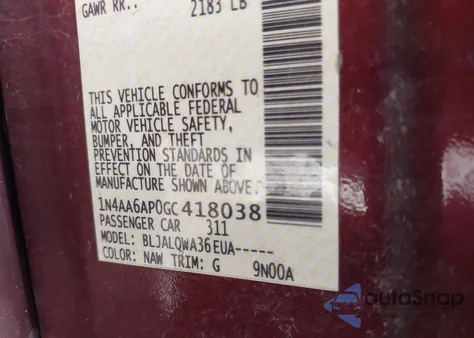 GAWR RR.: 2183 LB
THIS VEHICLE CONFORMS TO
ALL APPLICABLE FEDERAL
MOTOR VEHICLE SAFETY,
BUMPER, AND THEFT
PREVENTION STANDARDS IN
EFFECT ON THE DATE OF
MANUFACTURE SHOWN ABOVE.
1N4AA6AP0GC418038
PASSENGER CAR 311
MODEL: BLJALQWA36EUA-----
COLOR: NAW TRIM: G 9N00A
autoSnap